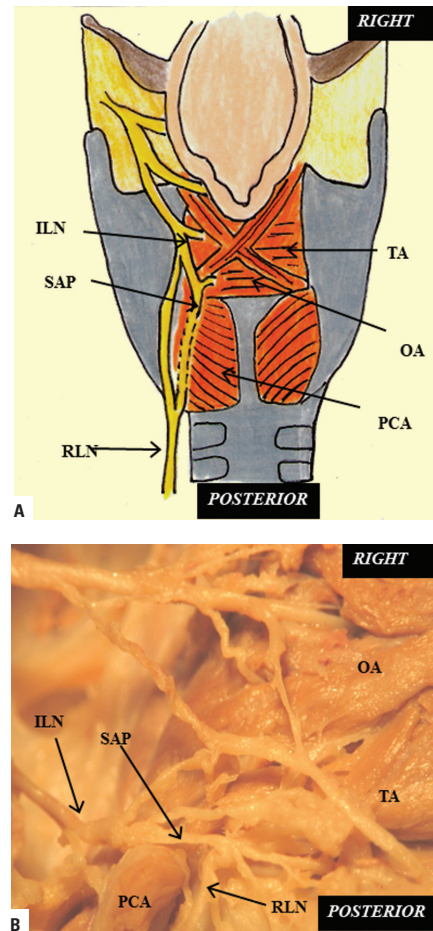 RIGHT
ILN
TA
SAP
OA
PCA
RLN
POSTERIOR
A
RIGHT
OA
ILN
SAP
TA
PCA
RLN
POSTERIOR
B